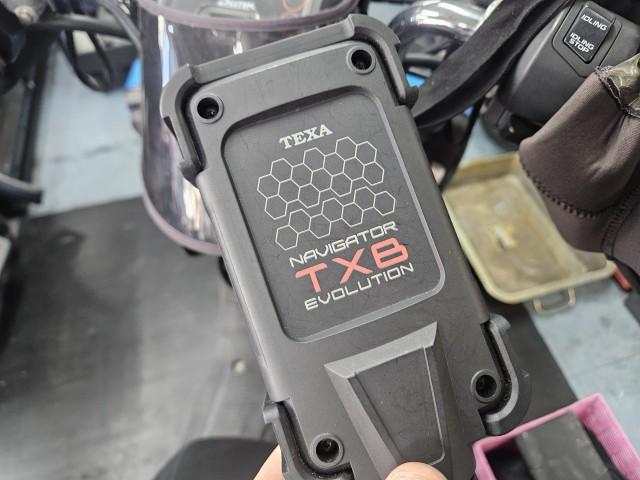 TEXA
NAVIGATOR
TXB
EVOLUTION
IDLING
IDLING
STOP